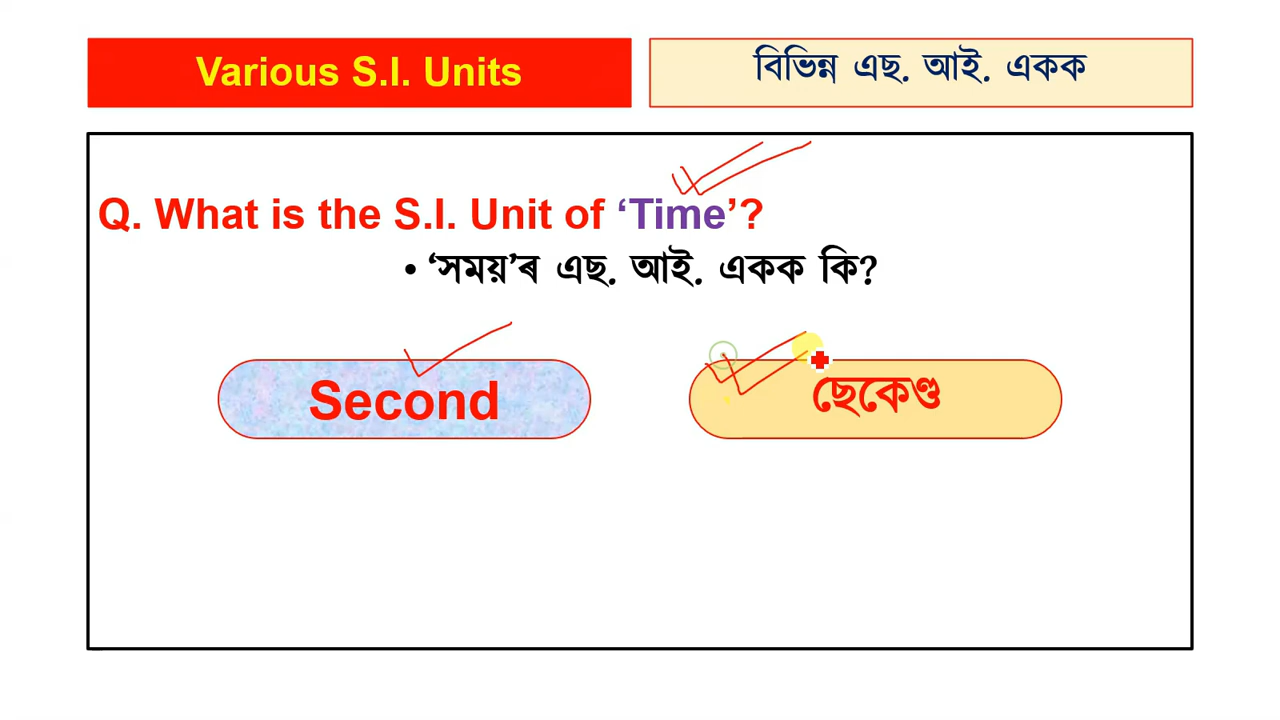 Various S.I. Units
বিভিন্ন এছ. আই. একক
Q. What is the S.I. Unit of ‘Time’?
• ‘সময়’ৰ এছ. আই. একক কি?
Second
ছেকেণ্ড